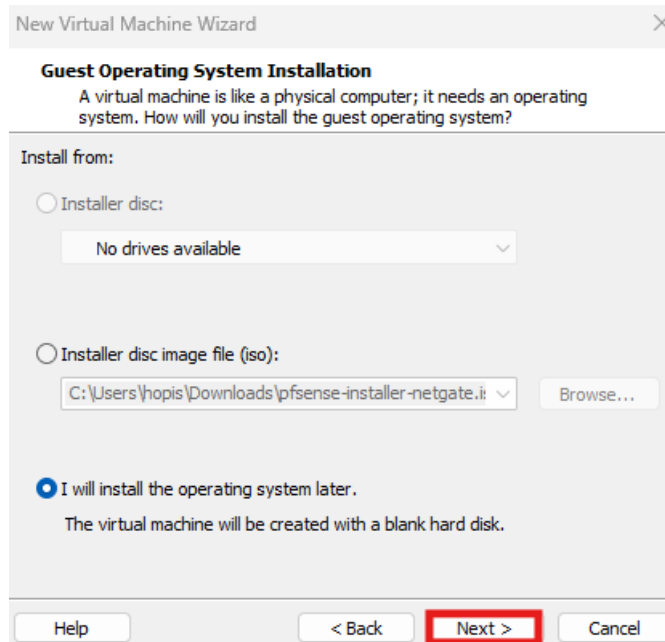 New Virtual Machine Wizard
Guest Operating System Installation
A virtual machine is like a physical computer; it needs an operating
system. How will you install the guest operating system?
Install from:
Installer disc:
No drives available
Installer disc image file (iso):
C:\Users\hopis\Downloads\pfsense-installer-netgate.i
Browse...
I will install the operating system later.
The virtual machine will be created with a blank hard disk.
Help
< Back
Next >
Cancel